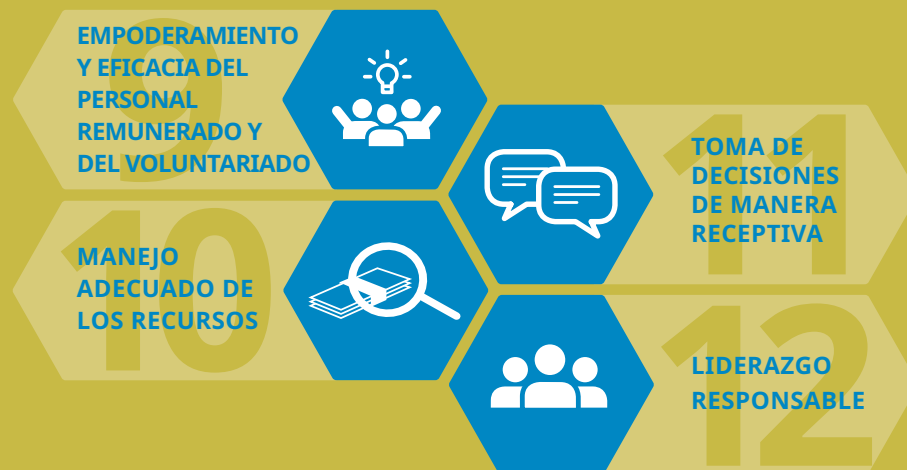 9
EMPODERAMIENTO
Y EFICACIA DEL
PERSONAL
REMUNERADO Y
DEL VOLUNTARIADO
10
MANEJO
ADECUADO DE
LOS RECURSOS
11
TOMA DE
DECISIONES
DE MANERA
RECEPTIVA
12
LIDERAZGO
RESPONSABLE